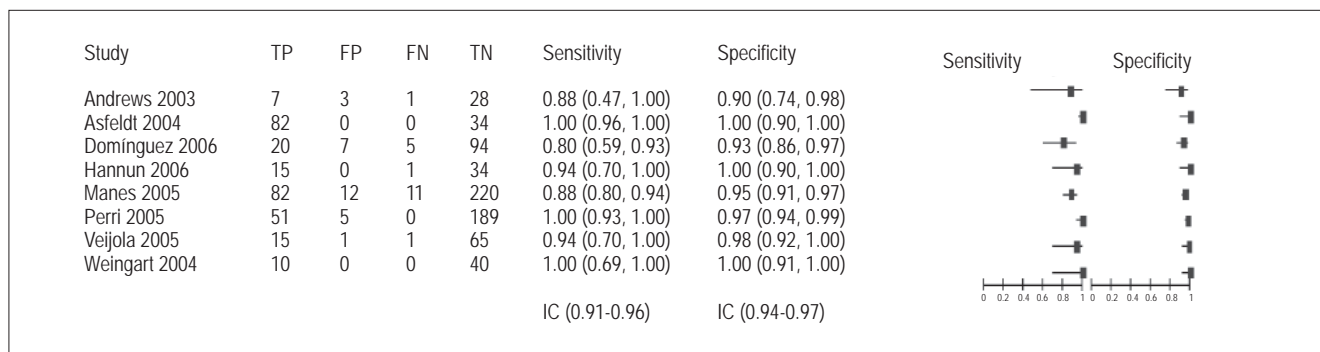 Study TP FP FN TN Sensitivity Specificity Sensitivity Specificity
Andrews 2003 7 3 1 28 0.88 (0.47, 1.00) 0.90 (0.74, 0.98)
Asfeldt 2004 82 0 0 34 1.00 (0.96, 1.00) 1.00 (0.90, 1.00)
Domínguez 2006 20 7 5 94 0.80 (0.59, 0.93) 0.93 (0.86, 0.97)
Hannun 2006 15 0 1 34 0.94 (0.70, 1.00) 1.00 (0.90, 1.00)
Manes 2005 82 12 11 220 0.88 (0.80, 0.94) 0.95 (0.91, 0.97)
Perri 2005 51 5 0 189 1.00 (0.93, 1.00) 0.97 (0.94, 0.99)
Veijola 2005 15 1 1 65 0.94 (0.70, 1.00) 0.98 (0.92, 1.00)
Weingart 2004 10 0 0 40 1.00 (0.69, 1.00) 1.00 (0.91, 1.00)
0 0.2 0.4 0.6 0.8 1 0 0.2 0.4 0.6 0.8 1
IC (0.91-0.96) IC (0.94-0.97)